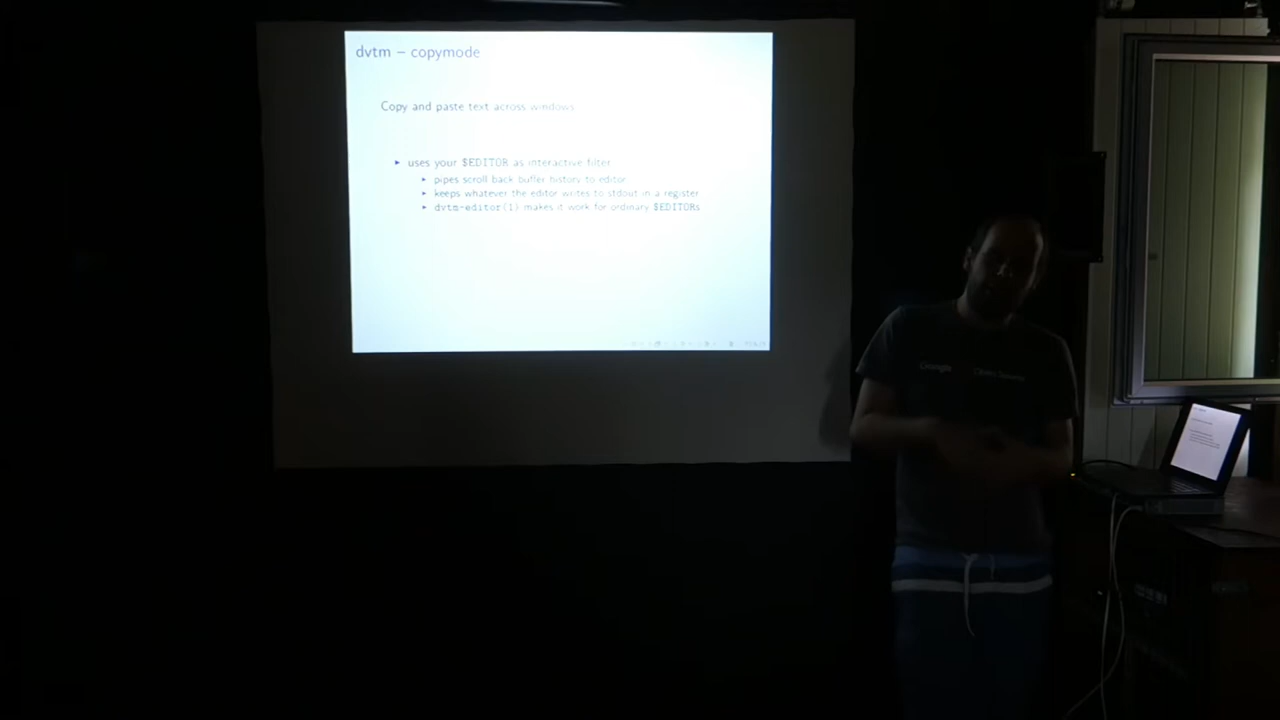 dvtm – copymode
Copy and paste text across windows
uses your $EDITOR as interactive filter
pipes scroll back buffer history to editor
keeps whatever the editor writes to stdout in a register
dvtm-editor(1) makes it work for ordinary $EDITORs
Google